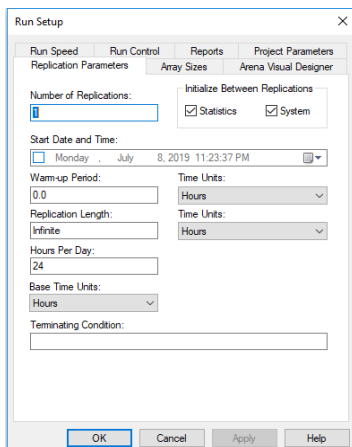 Run Setup
Run Speed Run Control Reports Project Parameters
Replication Parameters Array Sizes Arena Visual Designer
Number of Replications:
1
Initialize Between Replications
Statistics System
Start Date and Time:
Monday , July 8, 2019 11:23:37 PM
Warm-up Period: Time Units:
0.0 Hours
Replication Length: Time Units:
Infinite Hours
Hours Per Day:
24
Base Time Units:
Hours
Terminating Condition:
OK Cancel Apply Help